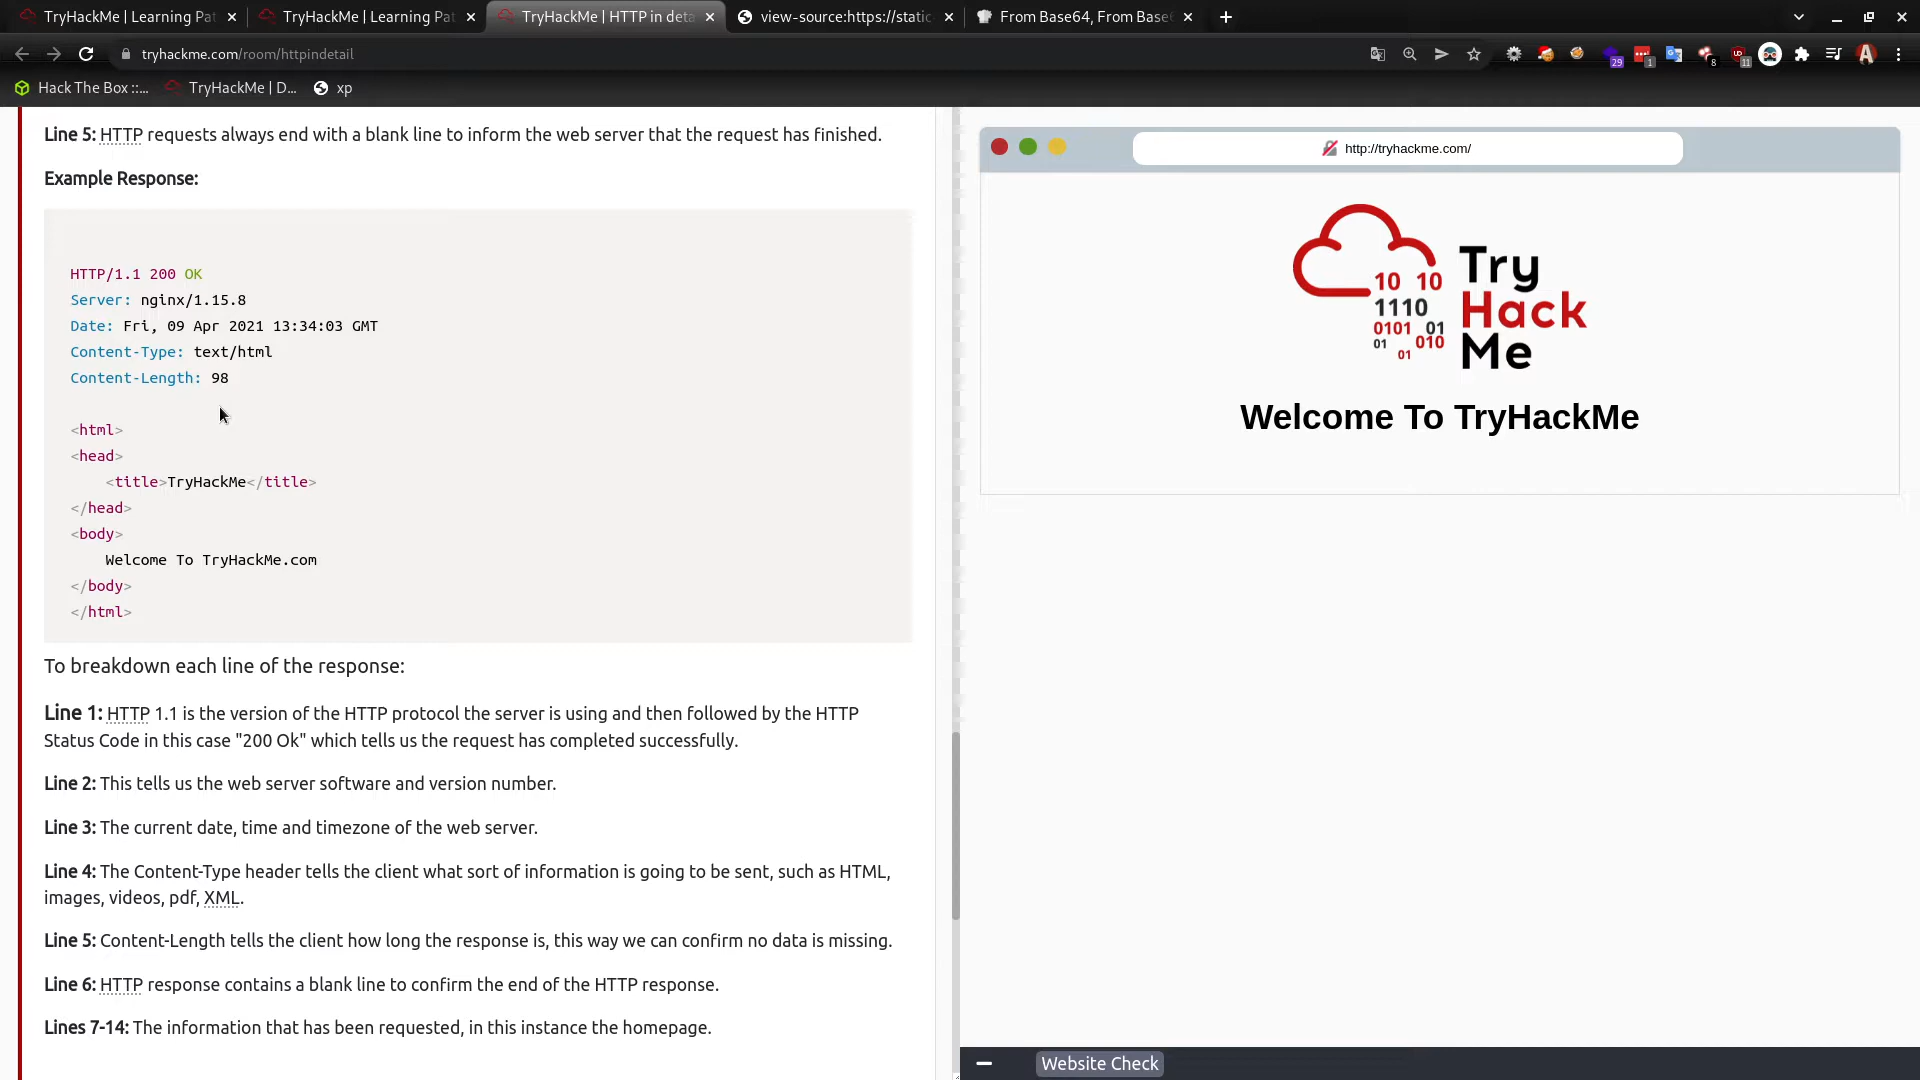 TryHackMe | Learning Pat
TryHackMe | Learning Pat
TryHackMe | HTTP in deta
view-source:https://static
From Base64, From Base6
tryhackme.com/room/httpindetail
29
1
8
11
Hack The Box ::...
TryHackMe | D...
xp
Line 5: HTTP requests always end with a blank line to inform the web server that the request has finished.
Example Response:
HTTP/1.1 200 OK
Server: nginx/1.15.8
Date: Fri, 09 Apr 2021 13:34:03 GMT
Content-Type: text/html
Content-Length: 98
<html>
<head>
<title>TryHackMe</title>
</head>
<body>
Welcome To TryHackMe.com
</body>
</html>
To breakdown each line of the response:
Line 1: HTTP 1.1 is the version of the HTTP protocol the server is using and then followed by the HTTP
Status Code in this case "200 Ok" which tells us the request has completed successfully.
Line 2: This tells us the web server software and version number.
Line 3: The current date, time and timezone of the web server.
Line 4: The Content-Type header tells the client what sort of information is going to be sent, such as HTML,
images, videos, pdf, XML.
Line 5: Content-Length tells the client how long the response is, this way we can confirm no data is missing.
Line 6: HTTP response contains a blank line to confirm the end of the HTTP response.
Lines 7-14: The information that has been requested, in this instance the homepage.
http://tryhackme.com/
10 10
1110
0101 01
01 010
01
Try
Hack
Me
Welcome To TryHackMe
Website Check